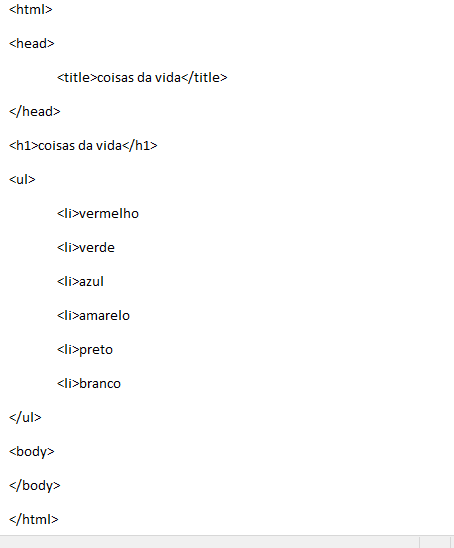 <html>
<head>
<title>coisas da vida</title>
</head>
<h1>coisas da vida</h1>
<ul>
<li>vermelho
<li>verde
<li>azul
<li>amarelo
<li>preto
<li>branco
</ul>
<body>
</body>
</html>